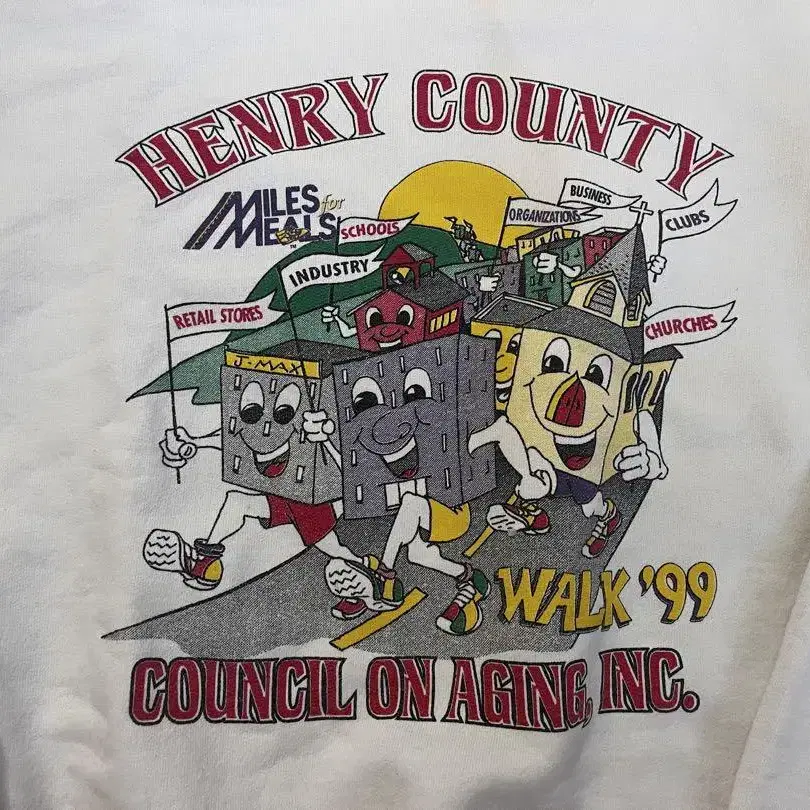 HENRY COUNTY
MILES for
MEALS™
SCHOOLS
ORGANIZATIONS
BUSINESS
CLUBS
INDUSTRY
RETAIL STORES
CHURCHES
J-MAX
WALK '99
COUNCIL ON AGING, INC.